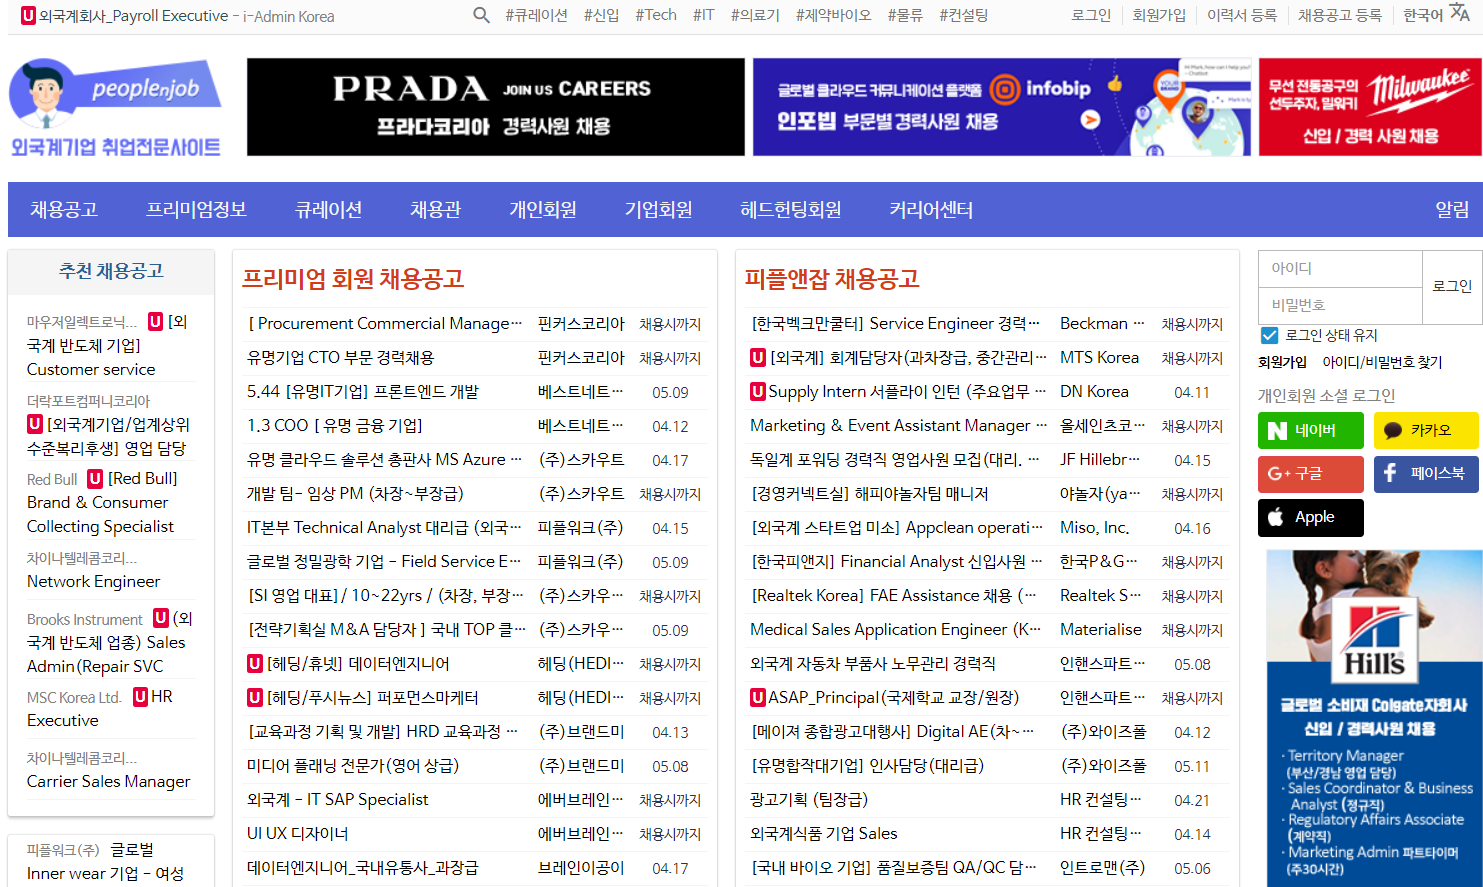 U 외국계회사_Payroll Executive - i-Admin Korea
#큐레이션 #신입 #Tech #IT #의료기 #제약바이오 #물류 #컨설팅
로그인 회원가입 이력서 등록 채용공고 등록 한국어
peoplenjob
외국계기업 취업전문사이트
PRADA JOIN US CAREERS
프라다코리아 경력사원 채용
글로벌 클라우드 커뮤니케이션 플랫폼 infobip
인포빕 부문별 경력사원 채용
YOUR BRAND
무선 전동공구의
선두주자, 밀워키
Milwaukee
신입 / 경력 사원 채용
채용공고 프리미엄정보 큐레이션 채용관 개인회원 기업회원 헤드헌팅회원 커리어센터 알림
추천 채용공고
마우저일렉트로닉... U [외
국계 반도체 기업]
Customer service
더락포트컴퍼니코리아
U [외국계기업/업계상위
수준복리후생] 영업 담당
Red Bull U [Red Bull]
Brand & Consumer
Collecting Specialist
차이나텔레콤코리...
Network Engineer
Brooks Instrument U (외
국계 반도체 업종) Sales
Admin(Repair SVC
MSC Korea Ltd. U HR
Executive
차이나텔레콤코리...
Carrier Sales Manager
피플워크(주) 글로벌
Inner wear 기업 - 여성
프리미엄 회원 채용공고
[ Procurement Commercial Manage··· 핀커스코리아 채용시까지
유명기업 CTO 부문 경력채용 핀커스코리아 채용시까지
5.44 [유명IT기업] 프론트엔드 개발 베스트네트··· 05.09
1.3 COO [ 유명 금융 기업] 베스트네트··· 04.12
유명 클라우드 솔루션 총판사 MS Azure ··· (주)스카우트 04.17
개발 팀- 임상 PM (차장~부장급) (주)스카우트 채용시까지
IT본부 Technical Analyst 대리급 (외국··· 피플워크(주) 04.15
글로벌 정밀광학 기업 - Field Service E··· 피플워크(주) 05.09
[SI 영업 대표] / 10~22yrs / (차장, 부장··· (주)스카우··· 채용시까지
[전략기획실 M&A 담당자 ] 국내 TOP 클··· (주)스카우··· 05.09
U [헤딩/휴넷] 데이터엔지니어 헤딩(HEDI··· 채용시까지
U [헤딩/푸시뉴스] 퍼포먼스마케터 헤딩(HEDI··· 채용시까지
[교육과정 기획 및 개발] HRD 교육과정 ··· (주)브랜드미 04.13
미디어 플래닝 전문가(영어 상급) (주)브랜드미 05.08
외국계 - IT SAP Specialist 에버브레인··· 채용시까지
UI UX 디자이너 에버브레인··· 채용시까지
데이터엔지니어_국내유통사_과장급 브레인이공이 04.17
피플앤잡 채용공고
[한국벡크만쿨터] Service Engineer 경력··· Beckman ··· 채용시까지
U [외국계] 회계담당자(과차장급, 중간관리··· MTS Korea 채용시까지
U Supply Intern 서플라이 인턴 (주요업무 ··· DN Korea 04.11
Marketing & Event Assistant Manager ··· 올세인츠코··· 채용시까지
독일계 포워딩 경력직 영업사원 모집(대리. ··· JF Hillebr··· 04.15
[경영커넥트실] 해피야놀자팀 매니저 야놀자(ya··· 채용시까지
[외국계 스타트업 미소] Appclean operati··· Miso, Inc. 04.16
[한국피앤지] Financial Analyst 신입사원 ··· 한국P&G··· 채용시까지
[Realtek Korea] FAE Assistance 채용 (··· Realtek S··· 채용시까지
Medical Sales Application Engineer (K··· Materialise 채용시까지
외국계 자동차 부품사 노무관리 경력직 인핸스파트··· 05.08
U ASAP_Principal(국제학교 교장/원장) 인핸스파트··· 채용시까지
[메이져 종합광고대행사] Digital AE(차~··· (주)와이즈폴 04.12
[유명합작대기업] 인사담당(대리급) (주)와이즈폴 05.11
광고기획 (팀장급) HR 컨설팅··· 04.21
외국계식품 기업 Sales HR 컨설팅··· 04.14
[국내 바이오 기업] 품질보증팀 QA/QC 담··· 인트로맨(주) 05.06
아이디
비밀번호
로그인
로그인 상태 유지
회원가입 아이디/비밀번호 찾기
개인회원 소셜 로그인
N 네이버 카카오
G+ 구글 f 페이스북
Apple
Hill's
글로벌 소비재 Colgate자회사
신입 / 경력사원 채용
· Territory Manager
(부산/경남 영업 담당)
· Sales Coordinator & Business
Analyst (정규직)
· Regulatory Affairs Associate
(계약직)
· Marketing Admin 파트타이머
(주30시간)